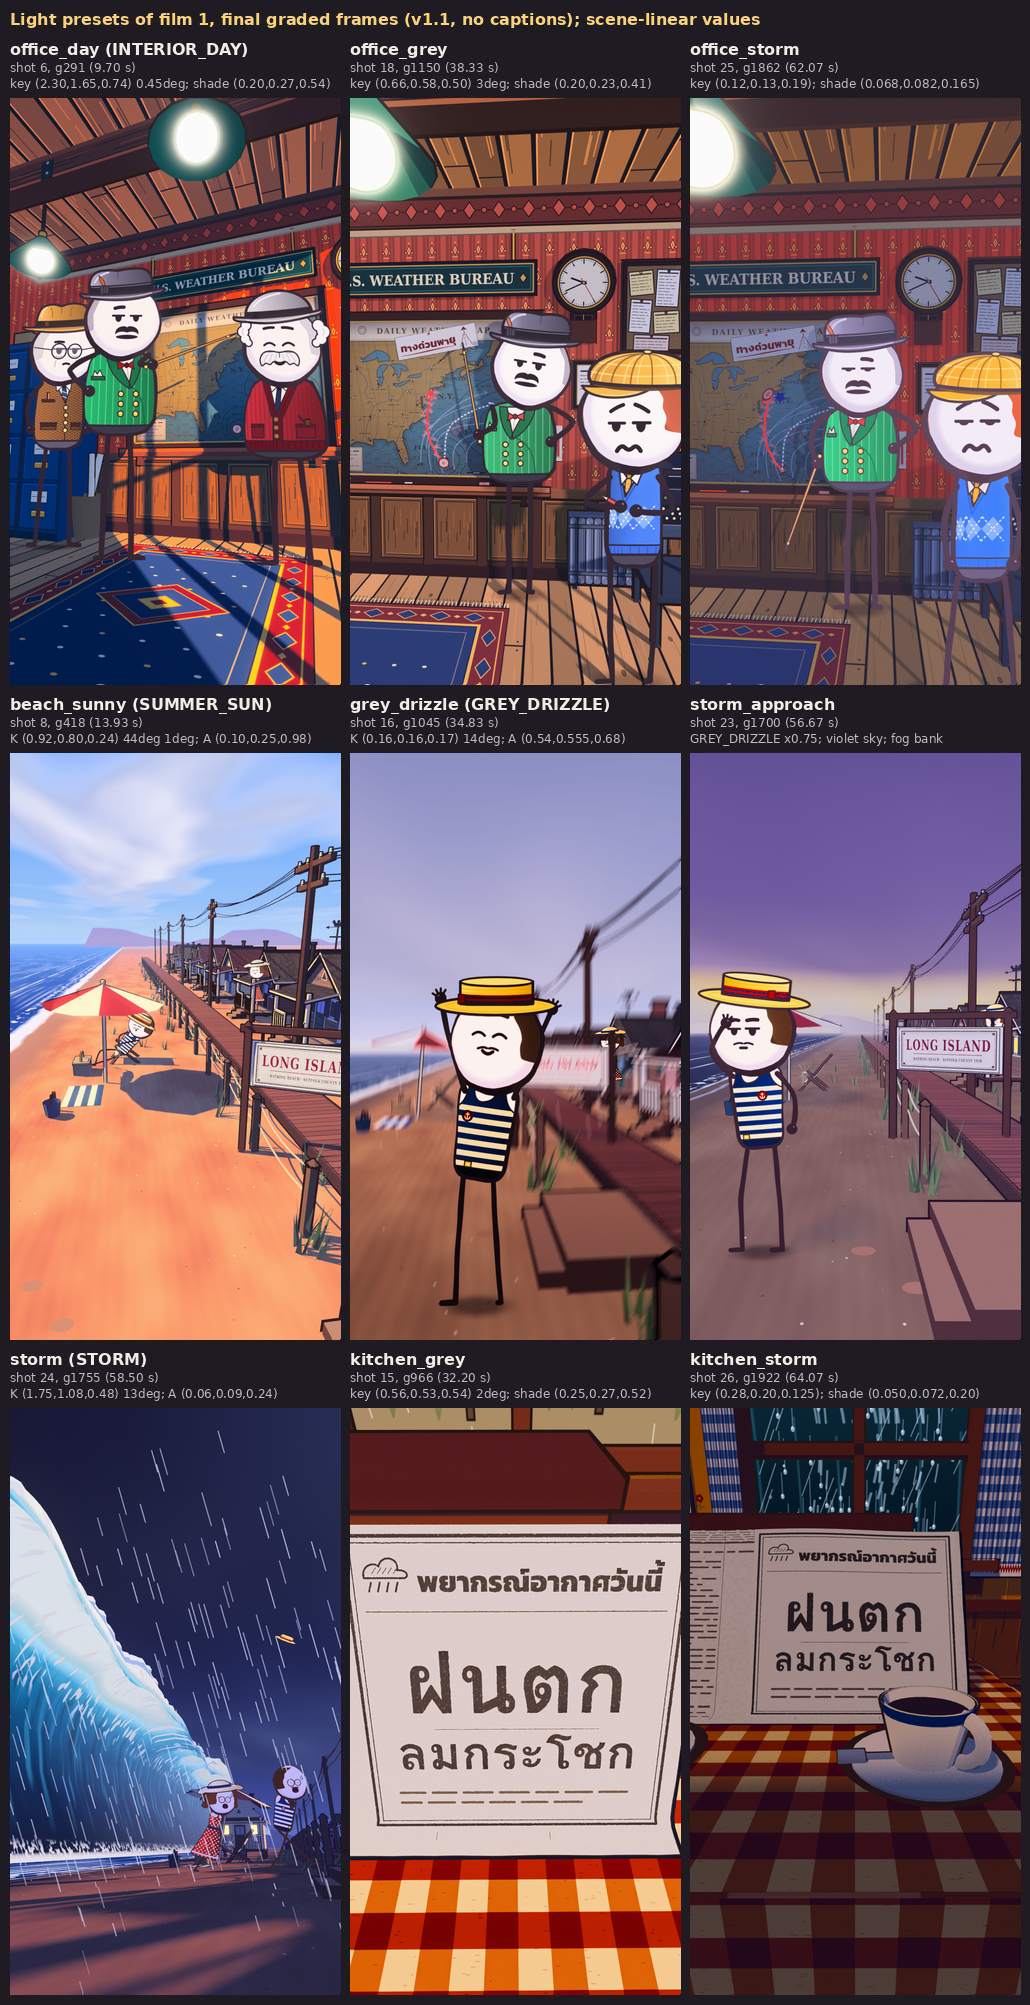 Light presets of film 1, final graded frames (v1.1, no captions); scene-linear values
office_day (INTERIOR_DAY)
shot 6, g291 (9.70 s)
key (2.30,1.65,0.74) 0.45deg; shade (0.20,0.27,0.54)
office_grey
shot 18, g1150 (38.33 s)
key (0.66,0.58,0.50) 3deg; shade (0.20,0.23,0.41)
office_storm
shot 25, g1862 (62.07 s)
key (0.12,0.13,0.19); shade (0.068,0.082,0.165)
.S. WEATHER BUREAU
DAILY WEATH
.S. WEATHER BUREAU
DAILY WEAT
ทางด่วนพายุ
S. WEATHER BUREAU
DAILY WEA
ทางด่วนพายุ
beach_sunny (SUMMER_SUN)
shot 8, g418 (13.93 s)
K (0.92,0.80,0.24) 44deg 1deg; A (0.10,0.25,0.98)
grey_drizzle (GREY_DRIZZLE)
shot 16, g1045 (34.83 s)
K (0.16,0.16,0.17) 14deg; A (0.54,0.555,0.68)
storm_approach
shot 23, g1700 (56.67 s)
GREY_DRIZZLE x0.75; violet sky; fog bank
LONG ISLAN
LONG ISLAND
storm (STORM)
shot 24, g1755 (58.50 s)
K (1.75,1.08,0.48) 13deg; A (0.06,0.09,0.24)
kitchen_grey
shot 15, g966 (32.20 s)
key (0.56,0.53,0.54) 2deg; shade (0.25,0.27,0.52)
kitchen_storm
shot 26, g1922 (64.07 s)
key (0.28,0.20,0.125); shade (0.050,0.072,0.20)
พยากรณ์อากาศวันนี้
ฝนตก
ลมกระโชก
พยากรณ์อากาศวันนี้
ฝนตก
ลมกระโชก